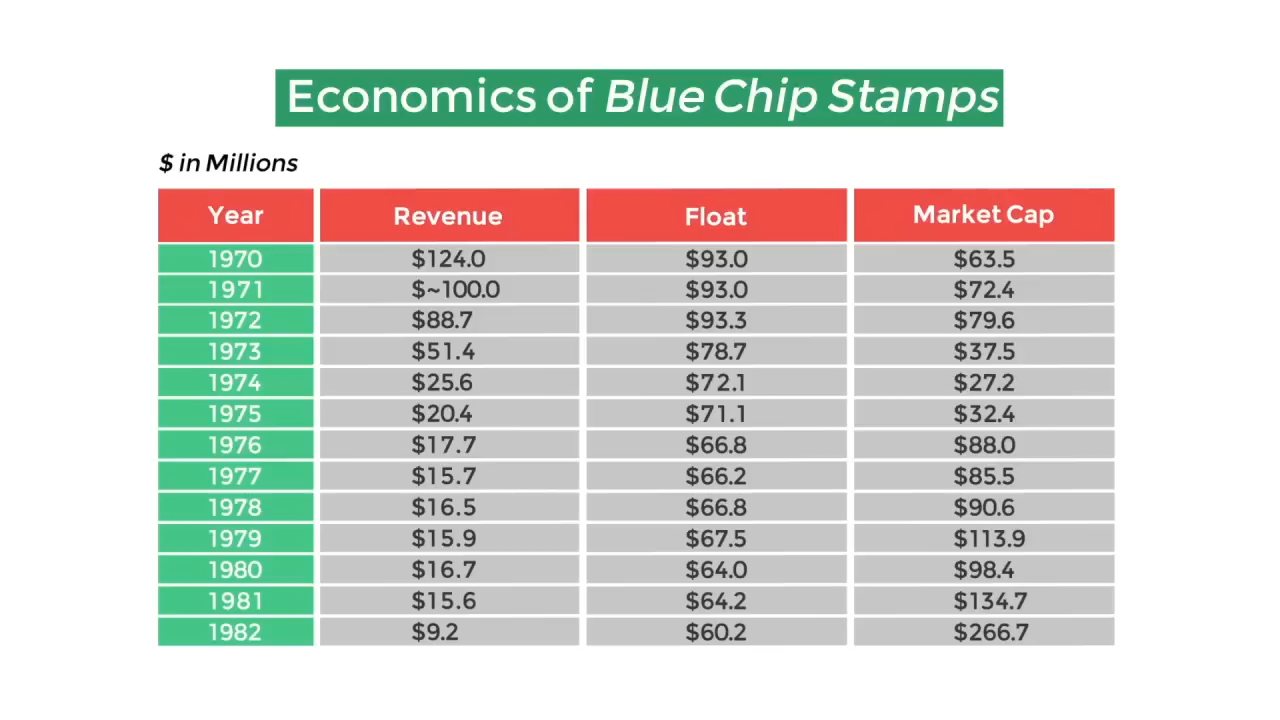 Economics of Blue Chip Stamps
$ in Millions
Year Revenue Float Market Cap
1970 $124.0 $93.0 $63.5
1971 $~100.0 $93.0 $72.4
1972 $88.7 $93.3 $79.6
1973 $51.4 $78.7 $37.5
1974 $25.6 $72.1 $27.2
1975 $20.4 $71.1 $32.4
1976 $17.7 $66.8 $88.0
1977 $15.7 $66.2 $85.5
1978 $16.5 $66.8 $90.6
1979 $15.9 $67.5 $113.9
1980 $16.7 $64.0 $98.4
1981 $15.6 $64.2 $134.7
1982 $9.2 $60.2 $266.7